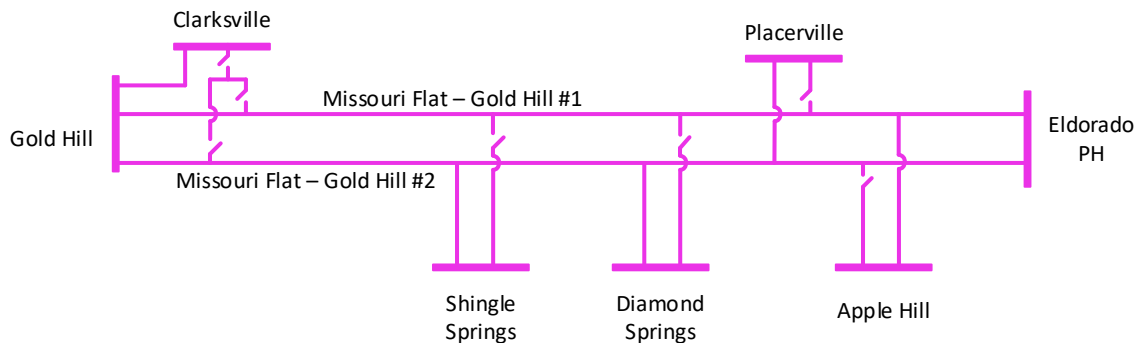 Clarksville
Placerville
Missouri Flat – Gold Hill #1
Gold Hill
Eldorado
PH
Missouri Flat – Gold Hill #2
Shingle
Springs
Diamond
Springs
Apple Hill